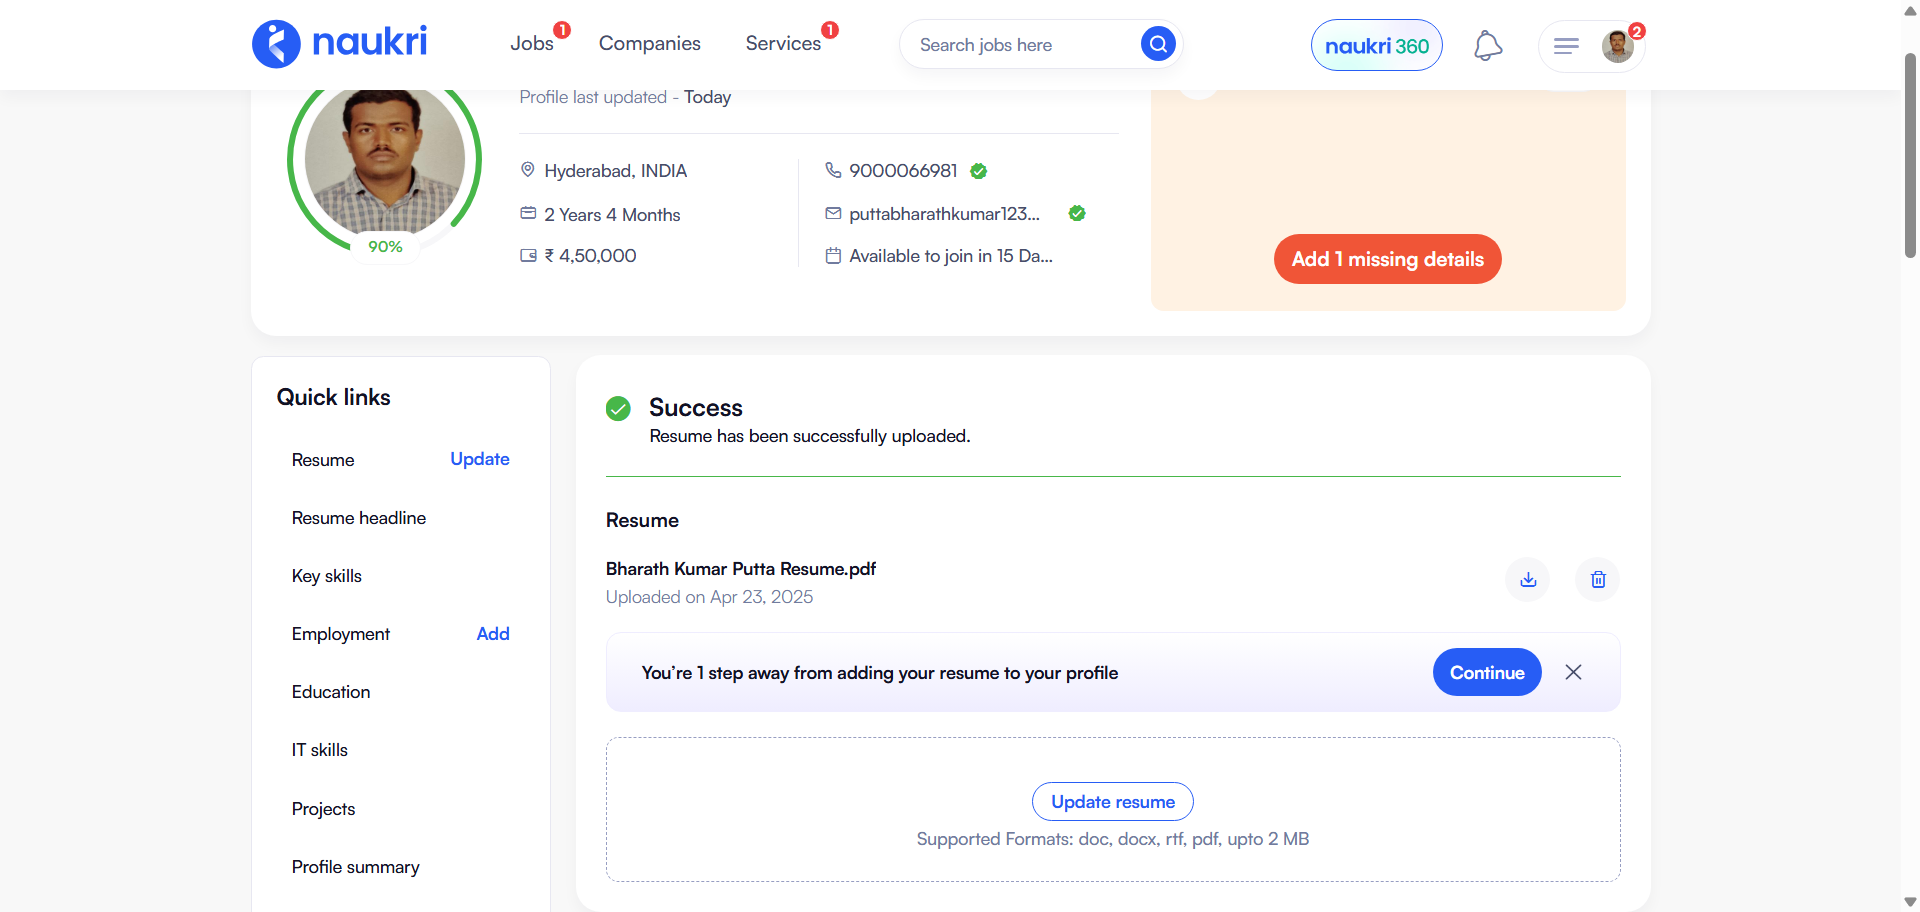 naukri
Jobs 1
Companies
Services 1
Search jobs here
naukri 360
2
Profile last updated - Today
Hyderabad, INDIA
9000066981
2 Years 4 Months
puttabharathkumar123...
₹ 4,50,000
Available to join in 15 Da...
90%
Add 1 missing details
Quick links
Resume Update
Resume headline
Key skills
Employment Add
Education
IT skills
Projects
Profile summary
Success
Resume has been successfully uploaded.
Resume
Bharath Kumar Putta Resume.pdf
Uploaded on Apr 23, 2025
You’re 1 step away from adding your resume to your profile
Continue
Update resume
Supported Formats: doc, docx, rtf, pdf, upto 2 MB